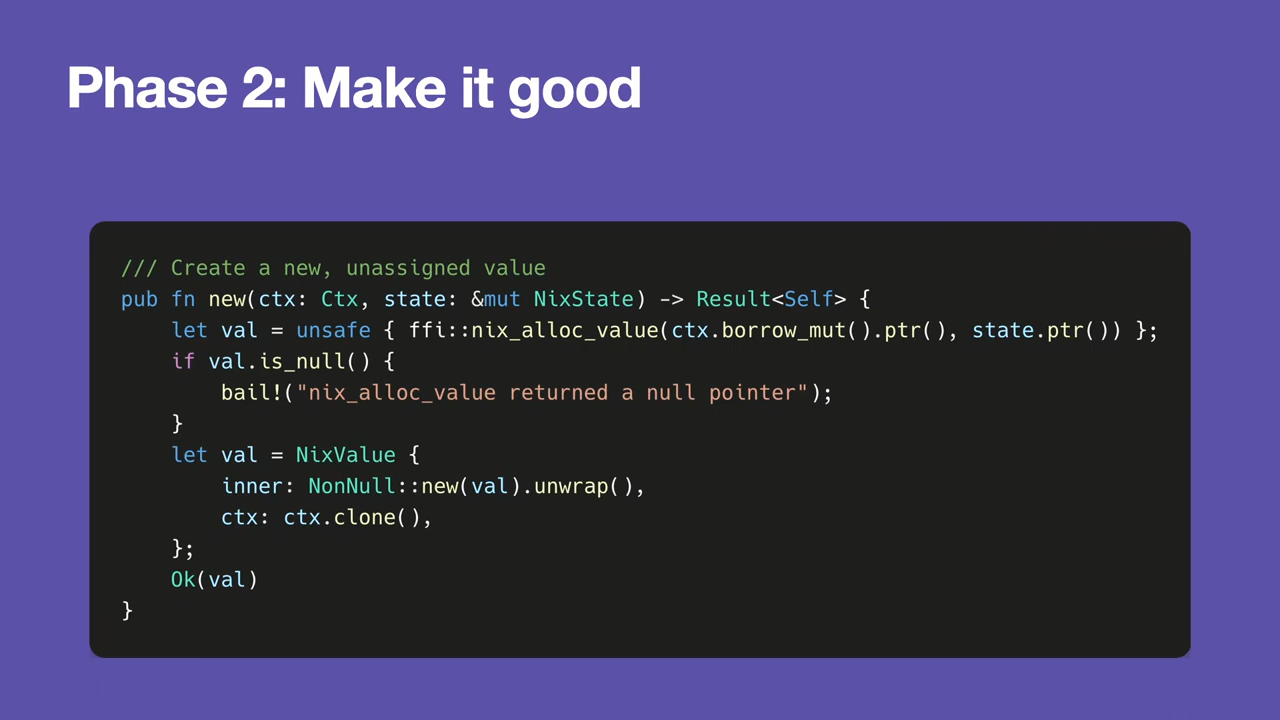 Phase 2: Make it good
/// Create a new, unassigned value
pub fn new(ctx: Ctx, state: &mut NixState) -> Result<Self> {
    let val = unsafe { ffi::nix_alloc_value(ctx.borrow_mut().ptr(), state.ptr()) };
    if val.is_null() {
        bail!("nix_alloc_value returned a null pointer");
    }
    let val = NixValue {
        inner: NonNull::new(val).unwrap(),
        ctx: ctx.clone(),
    };
    Ok(val)
}